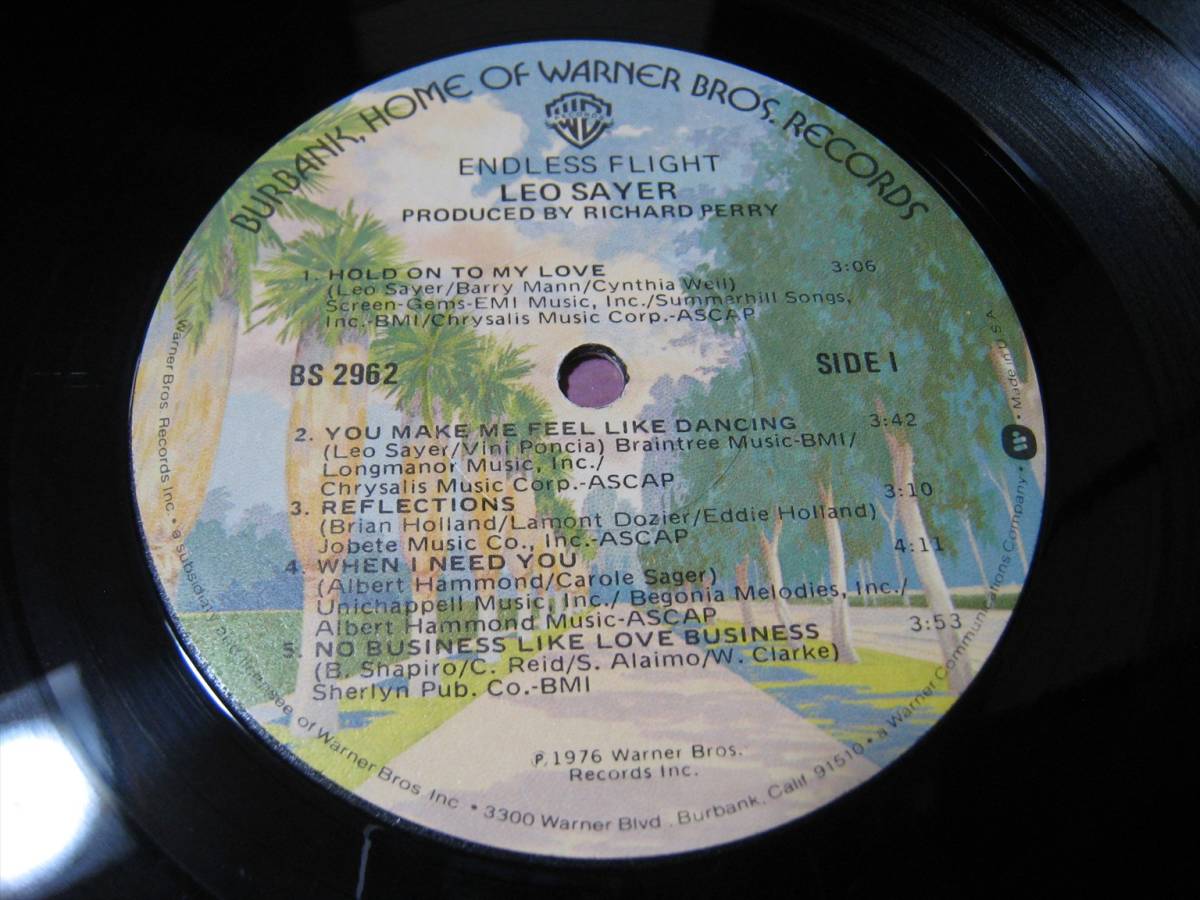 BURBANK, HOME OF WARNER BROS. RECORDS
ENDLESS FLIGHT
LEO SAYER
PRODUCED BY RICHARD PERRY
1. HOLD ON TO MY LOVE 3:06
(Leo Sayer/Barry Mann/Cynthia Weil)
Screen-Gems-EMI Music, Inc./Summerhill Songs,
Inc.-BMI/Chrysalis Music Corp.-ASCAP
BS 2962
SIDE I
2. YOU MAKE ME FEEL LIKE DANCING 3:42
(Leo Sayer/Vini Poncia) Braintree Music-BMI/
Longmanor Music, Inc./
Chrysalis Music Corp.-ASCAP
3. REFLECTIONS 3:10
(Brian Holland/Lamont Dozier/Eddie Holland)
Jobete Music Co., Inc.-ASCAP
4. WHEN I NEED YOU 4:11
(Albert Hammond/Carole Sager)
Unichappell Music, Inc./ Begonia Melodies, Inc./
Albert Hammond Music-ASCAP
5. NO BUSINESS LIKE LOVE BUSINESS 3:53
(B. Shapiro/C. Reid/S. Alaimo/W. Clarke)
Sherlyn Pub. Co.-BMI
℗ 1976 Warner Bros.
Records Inc.
Warner Bros. Records Inc. • a subsidiary and licensee of Warner Bros. Inc • 3300 Warner Blvd., Burbank, Calif. 91510 • a Warner Communications Company • Made in U.S.A.